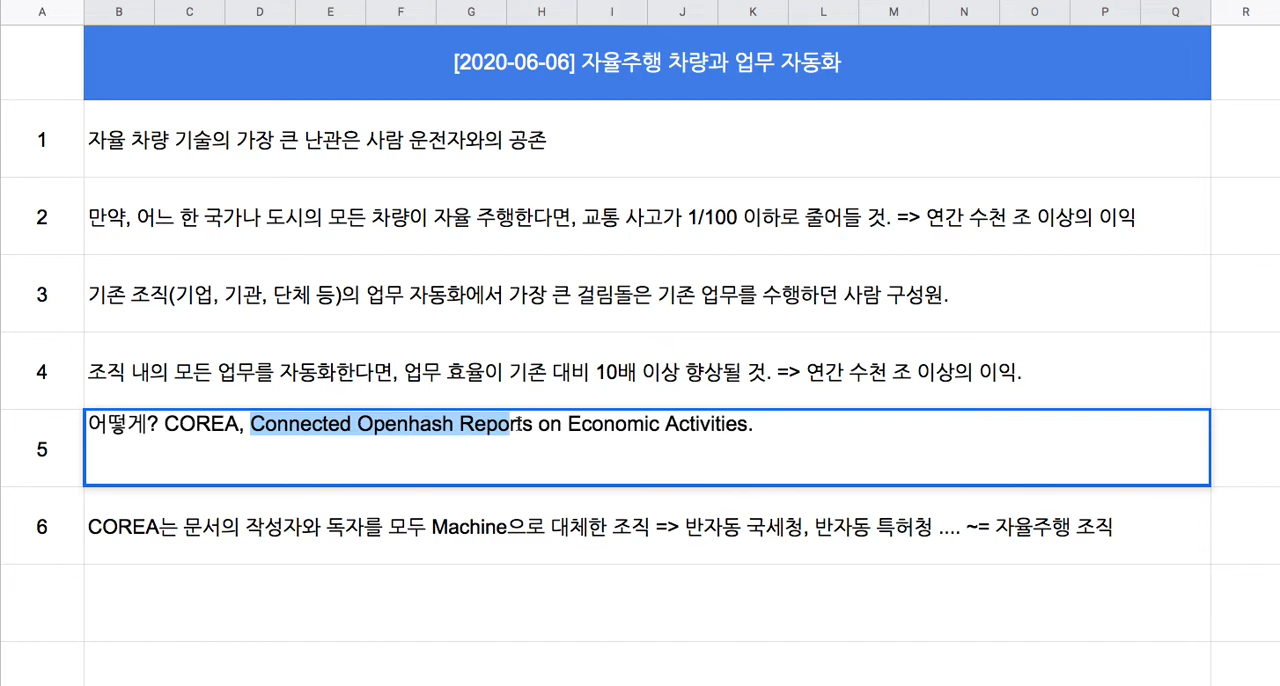 A B C D E F G H I J K L M N O P Q R
[2020-06-06] 자율주행 차량과 업무 자동화
1 자율 차량 기술의 가장 큰 난관은 사람 운전자와의 공존
2 만약, 어느 한 국가나 도시의 모든 차량이 자율 주행한다면, 교통 사고가 1/100 이하로 줄어들 것. => 연간 수천 조 이상의 이익
3 기존 조직(기업, 기관, 단체 등)의 업무 자동화에서 가장 큰 걸림돌은 기존 업무를 수행하던 사람 구성원.
4 조직 내의 모든 업무를 자동화한다면, 업무 효율이 기존 대비 10배 이상 향상될 것. => 연간 수천 조 이상의 이익.
5 어떻게? COREA, Connected Openhash Reports on Economic Activities.
6 COREA는 문서의 작성자와 독자를 모두 Machine으로 대체한 조직 => 반자동 국세청, 반자동 특허청 .... ~= 자율주행 조직